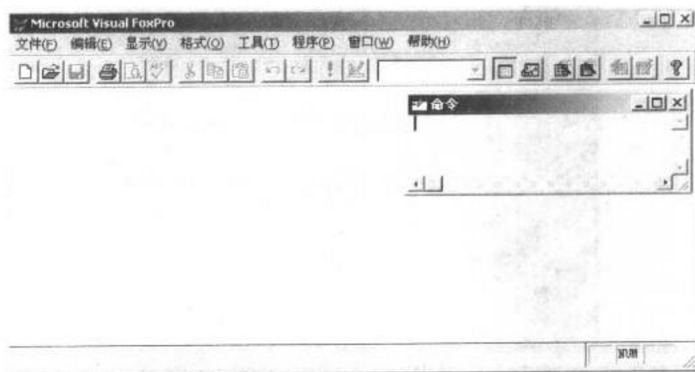 Microsoft Visual FoxPro
文件(F) 编辑(E) 显示(V) 格式(O) 工具(T) 程序(P) 窗口(W) 帮助(H)
命令
NUM